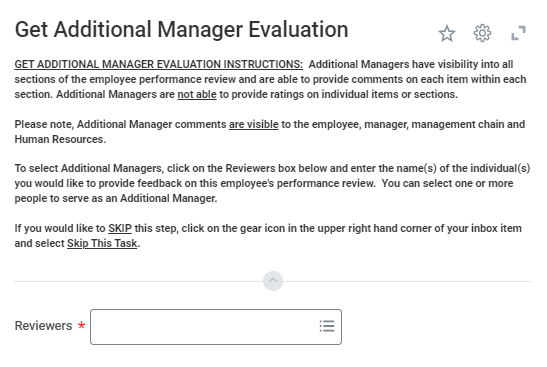 Get Additional Manager Evaluation
GET ADDITIONAL MANAGER EVALUATION INSTRUCTIONS:  Additional Managers have visibility into all
sections of the employee performance review and are able to provide comments on each item within each
section. Additional Managers are not able to provide ratings on individual items or sections.
Please note, Additional Manager comments are visible to the employee, manager, management chain and
Human Resources.
To select Additional Managers, click on the Reviewers box below and enter the name(s) of the individual(s)
you would like to provide feedback on this employee's performance review.  You can select one or more
people to serve as an Additional Manager.
If you would like to SKIP this step, click on the gear icon in the upper right hand corner of your inbox item
and select Skip This Task.
Reviewers *